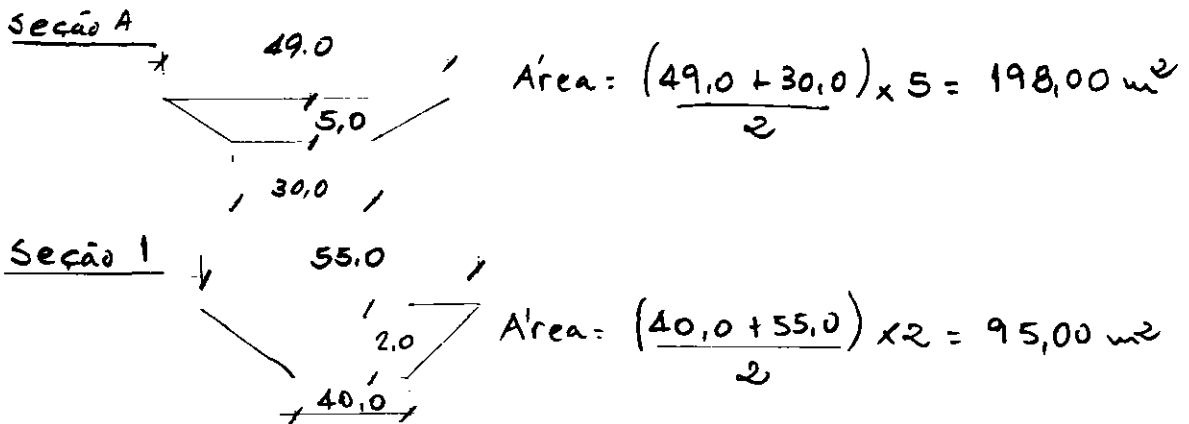 Seção A
49.0
Área = (49,0 + 30,0) x 5 = 198,00 m²
2
5,0
30,0
Seção 1
55.0
Área = (40,0 + 55,0) x 2 = 95,00 m²
2
2.0
40,0